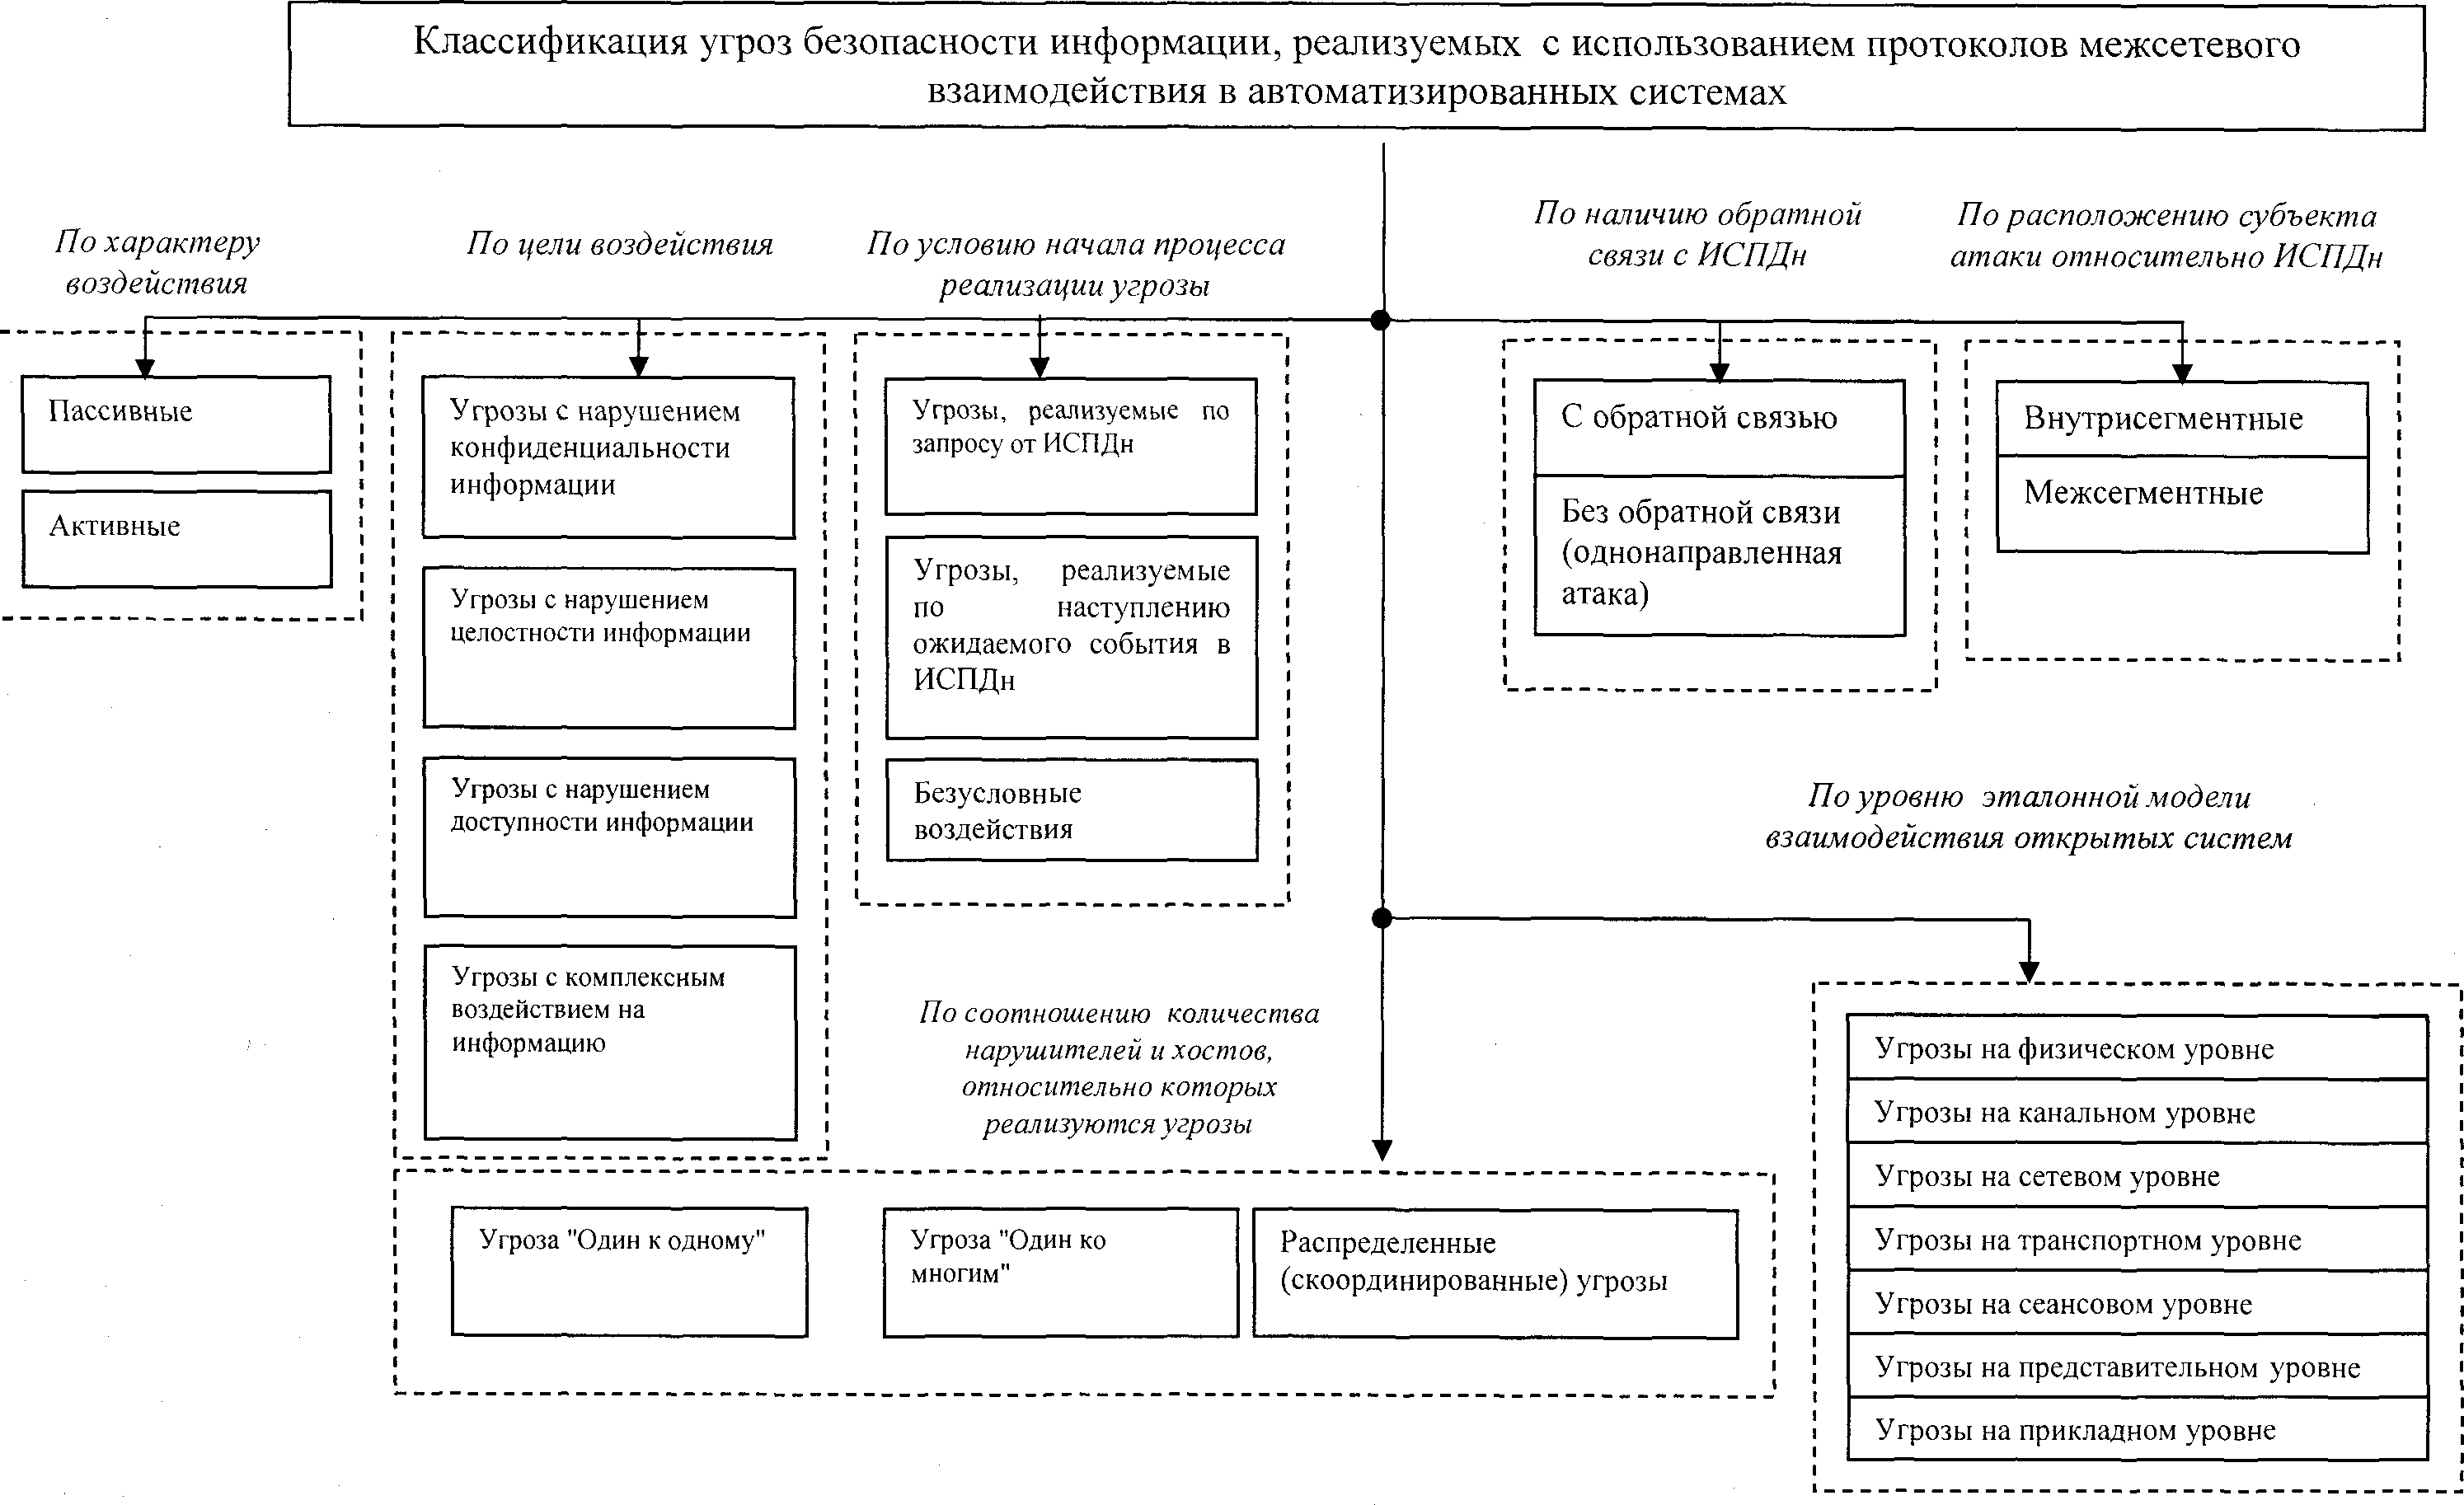 Классификация угроз безопасности информации, реализуемых с использованием протоколов межсетевого
взаимодействия в автоматизированных системах
По характеру
воздействия
Пассивные
Активные
По цели воздействия
Угрозы с нарушением
конфиденциальности
информации
Угрозы с нарушением
целостности информации
Угрозы с нарушением
доступности информации
Угрозы с комплексным
воздействием на
информацию
По условию начала процесса
реализации угрозы
Угрозы, реализуемые по
запросу от ИСПДн
Угрозы, реализуемые
по наступлению
ожидаемого события в
ИСПДн
Безусловные
воздействия
По наличию обратной
связи с ИСПДн
С обратной связью
Без обратной связи
(однонаправленная
атака)
По расположению субъекта
атаки относительно ИСПДн
Внутрисегментные
Межсегментные
По соотношению количества
нарушителей и хостов,
относительно которых
реализуются угрозы
Угроза "Один к одному"
Угроза "Один ко
многим"
Распределенные
(скоординированные) угрозы
По уровню эталонной модели
взаимодействия открытых систем
Угрозы на физическом уровне
Угрозы на канальном уровне
Угрозы на сетевом уровне
Угрозы на транспортном уровне
Угрозы на сеансовом уровне
Угрозы на представительном уровне
Угрозы на прикладном уровне